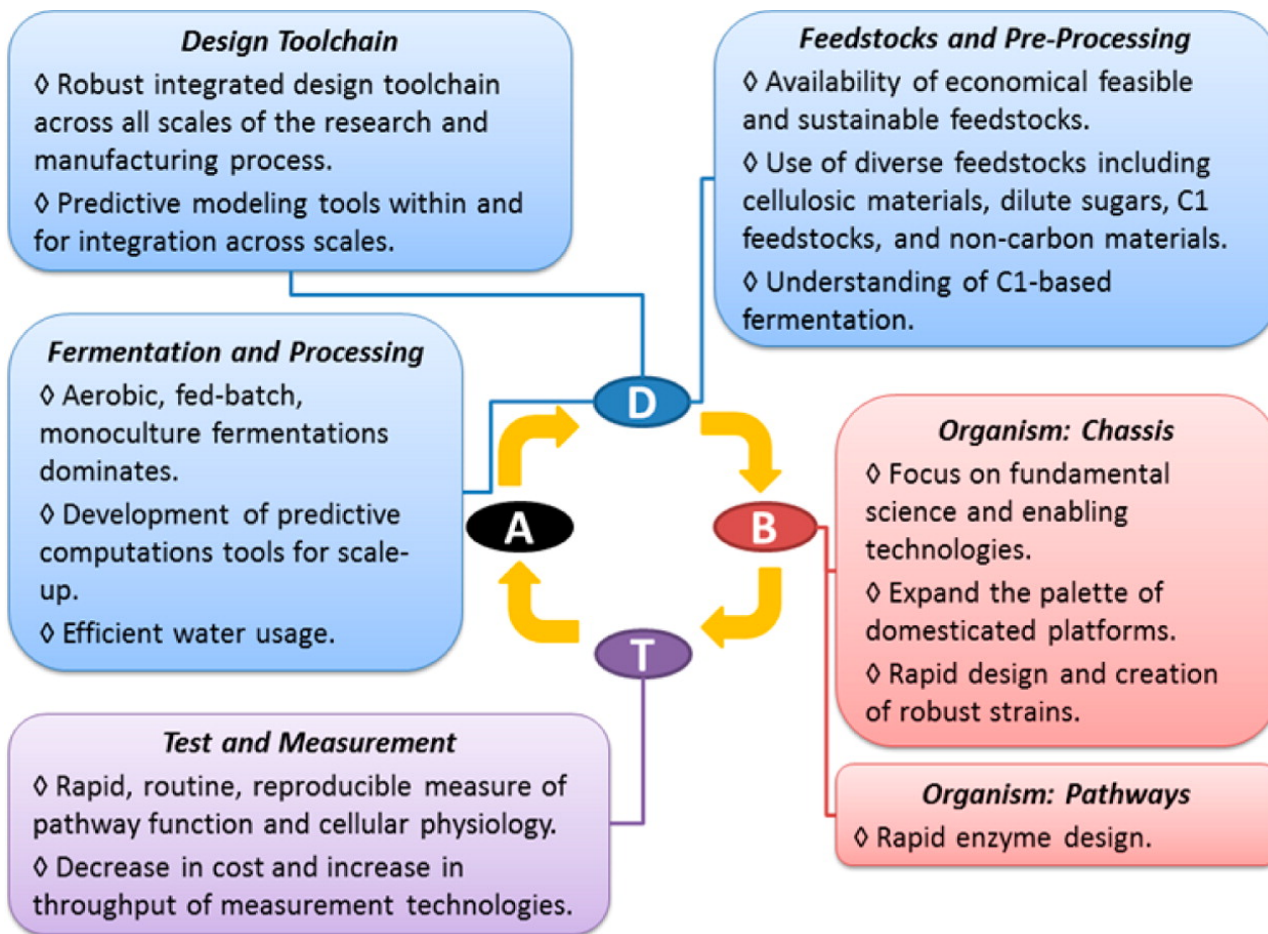 Design Toolchain
◊ Robust integrated design toolchain
across all scales of the research and
manufacturing process.
◊ Predictive modeling tools within and
for integration across scales.
Feedstocks and Pre-Processing
◊ Availability of economical feasible
and sustainable feedstocks.
◊ Use of diverse feedstocks including
cellulosic materials, dilute sugars, C1
feedstocks, and non-carbon materials.
◊ Understanding of C1-based
fermentation.
Fermentation and Processing
◊ Aerobic, fed-batch,
monoculture fermentations
dominates.
◊ Development of predictive
computations tools for scale-
up.
◊ Efficient water usage.
D
A
B
T
Organism: Chassis
◊ Focus on fundamental
science and enabling
technologies.
◊ Expand the palette of
domesticated platforms.
◊ Rapid design and creation
of robust strains.
Test and Measurement
◊ Rapid, routine, reproducible measure of
pathway function and cellular physiology.
◊ Decrease in cost and increase in
throughput of measurement technologies.
Organism: Pathways
◊ Rapid enzyme design.